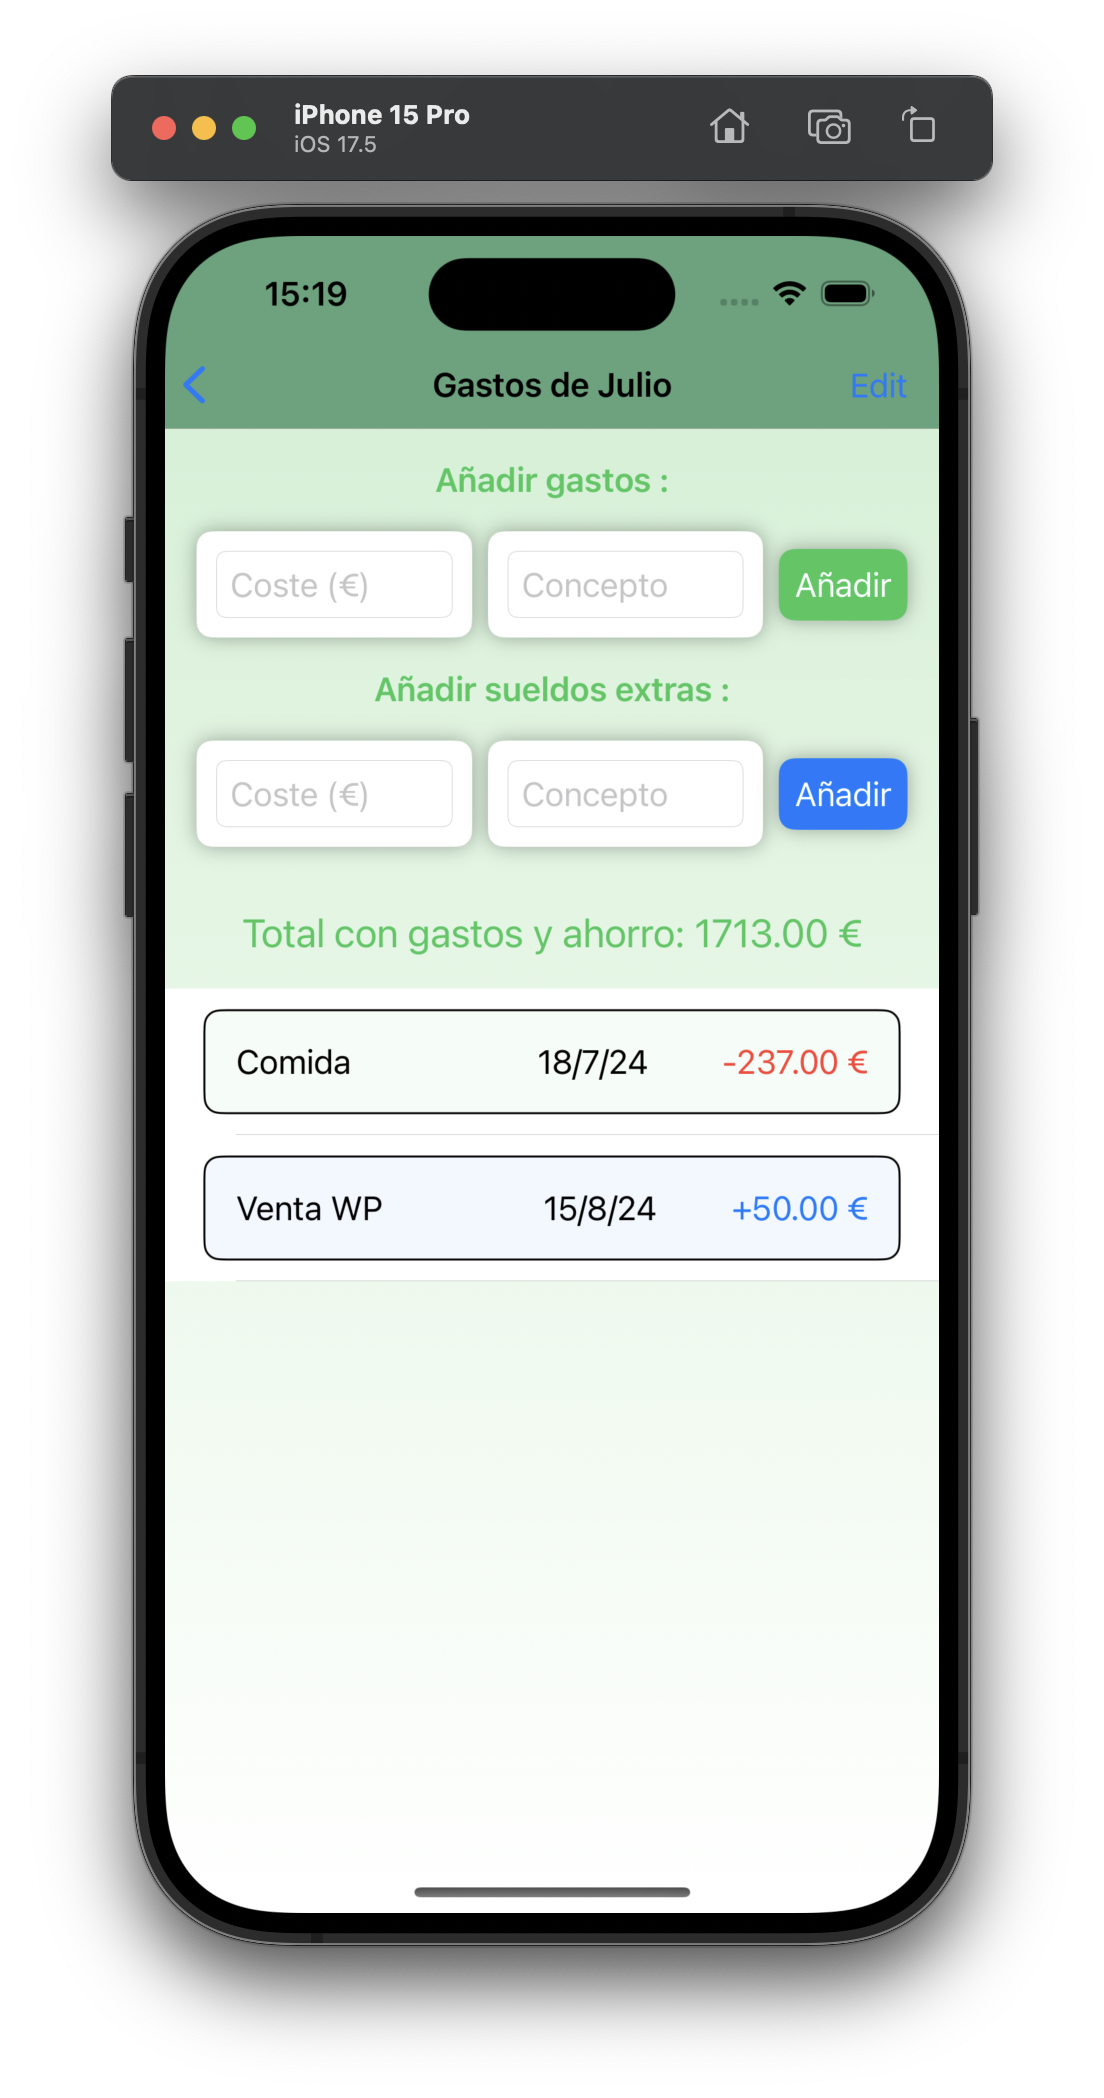 iPhone 15 Pro
iOS 17.5
15:19
Gastos de Julio
Edit
Añadir gastos :
Coste (€) Concepto Añadir
Añadir sueldos extras :
Coste (€) Concepto Añadir
Total con gastos y ahorro: 1713.00 €
Comida 18/7/24 -237.00 €
Venta WP 15/8/24 +50.00 €